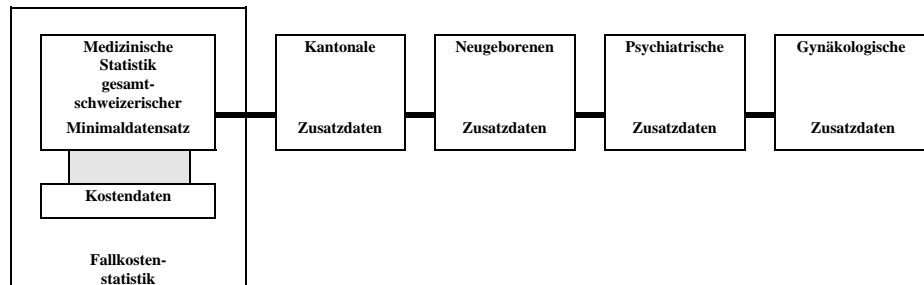 Medizinische
Statistik
gesamt-
schweizerischer
Minimaldatensatz
Kostendaten
Fallkosten-
statistik
Kantonale
Zusatzdaten
Neugeborenen
Zusatzdaten
Psychiatrische
Zusatzdaten
Gynäkologische
Zusatzdaten